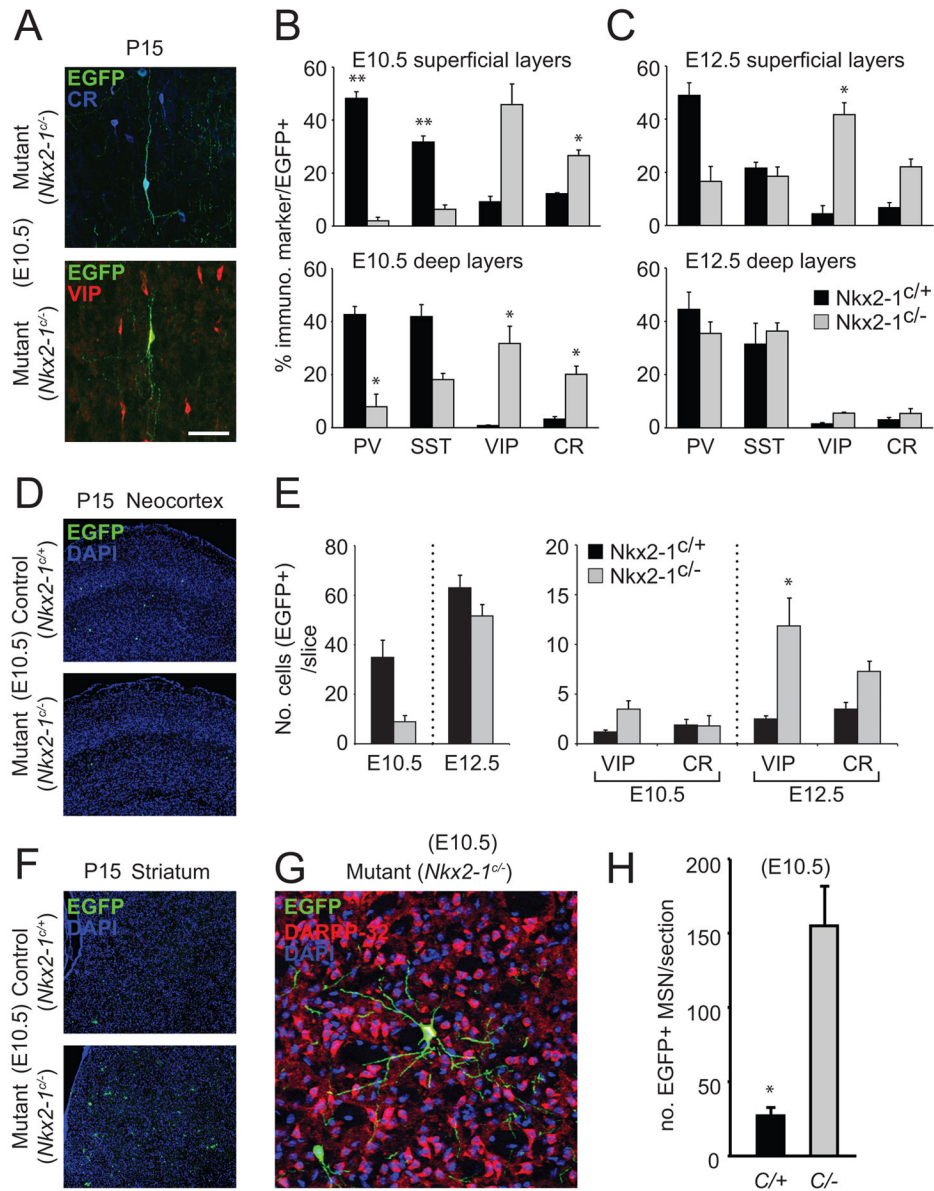 A
P15
EGFP
CR
Mutant
(Nkx2-1c/-)
EGFP
VIP
Mutant
(Nkx2-1c/-)
(E10.5)
B
E10.5 superficial layers
60
40
20
0
**
**
*
% immuno. marker/EGFP+
E10.5 deep layers
60
40
20
0
*
*
*
PV
SST
VIP
CR
C
E12.5 superficial layers
60
40
20
0
*
E12.5 deep layers
60
40
20
0
Nkx2-1c/+
Nkx2-1c/-
PV
SST
VIP
CR
D
P15 Neocortex
EGFP
DAPI
Control
(Nkx2-1c/+)
(E10.5)
Mutant
(Nkx2-1c/-)
E
No. cells (EGFP+)
/slice
80
60
40
20
0
E10.5
E12.5
20
15
10
5
0
Nkx2-1c/+
Nkx2-1c/-
*
VIP
CR
VIP
CR
E10.5
E12.5
F
P15 Striatum
EGFP
DAPI
Control
(Nkx2-1c/+)
(E10.5)
Mutant
(Nkx2-1c/-)
G
(E10.5)
Mutant (Nkx2-1c/-)
EGFP
DARPP-32
DAPI
H
(E10.5)
no. EGFP+ MSN/section
200
150
100
50
0
*
C/+
C/-